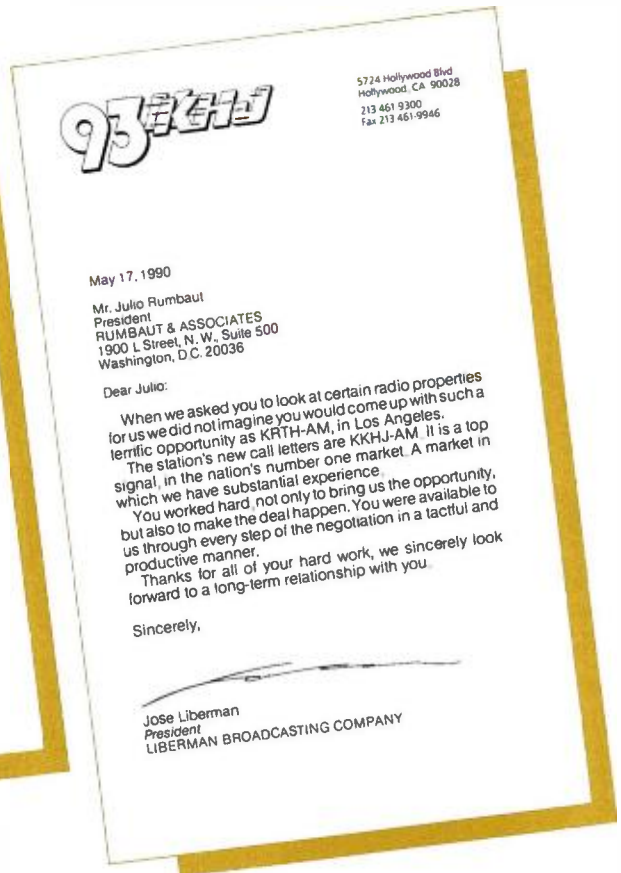 93 KHJ
5724 Hollywood Blvd
Hollywood, CA 90028
213 461 9300
Fax 213 461-9946
May 17, 1990
Mr. Julio Rumbaut
President
RUMBAUT & ASSOCIATES
1900 L Street, N.W., Suite 500
Washington, D.C. 20036
Dear Julio:
When we asked you to look at certain radio properties
for us we did not imagine you would come up with such a
terrific opportunity as KRTH-AM, in Los Angeles.
The station's new call letters are KKHJ-AM. It is a top
signal, in the nation's number one market. A market in
which we have substantial experience.
You worked hard, not only to bring us the opportunity,
but also to make the deal happen. You were available to
us through every step of the negotiation in a tactful and
productive manner.
Thanks for all of your hard work, we sincerely look
forward to a long-term relationship with you.
Sincerely,
Jose Liberman
President
LIBERMAN BROADCASTING COMPANY